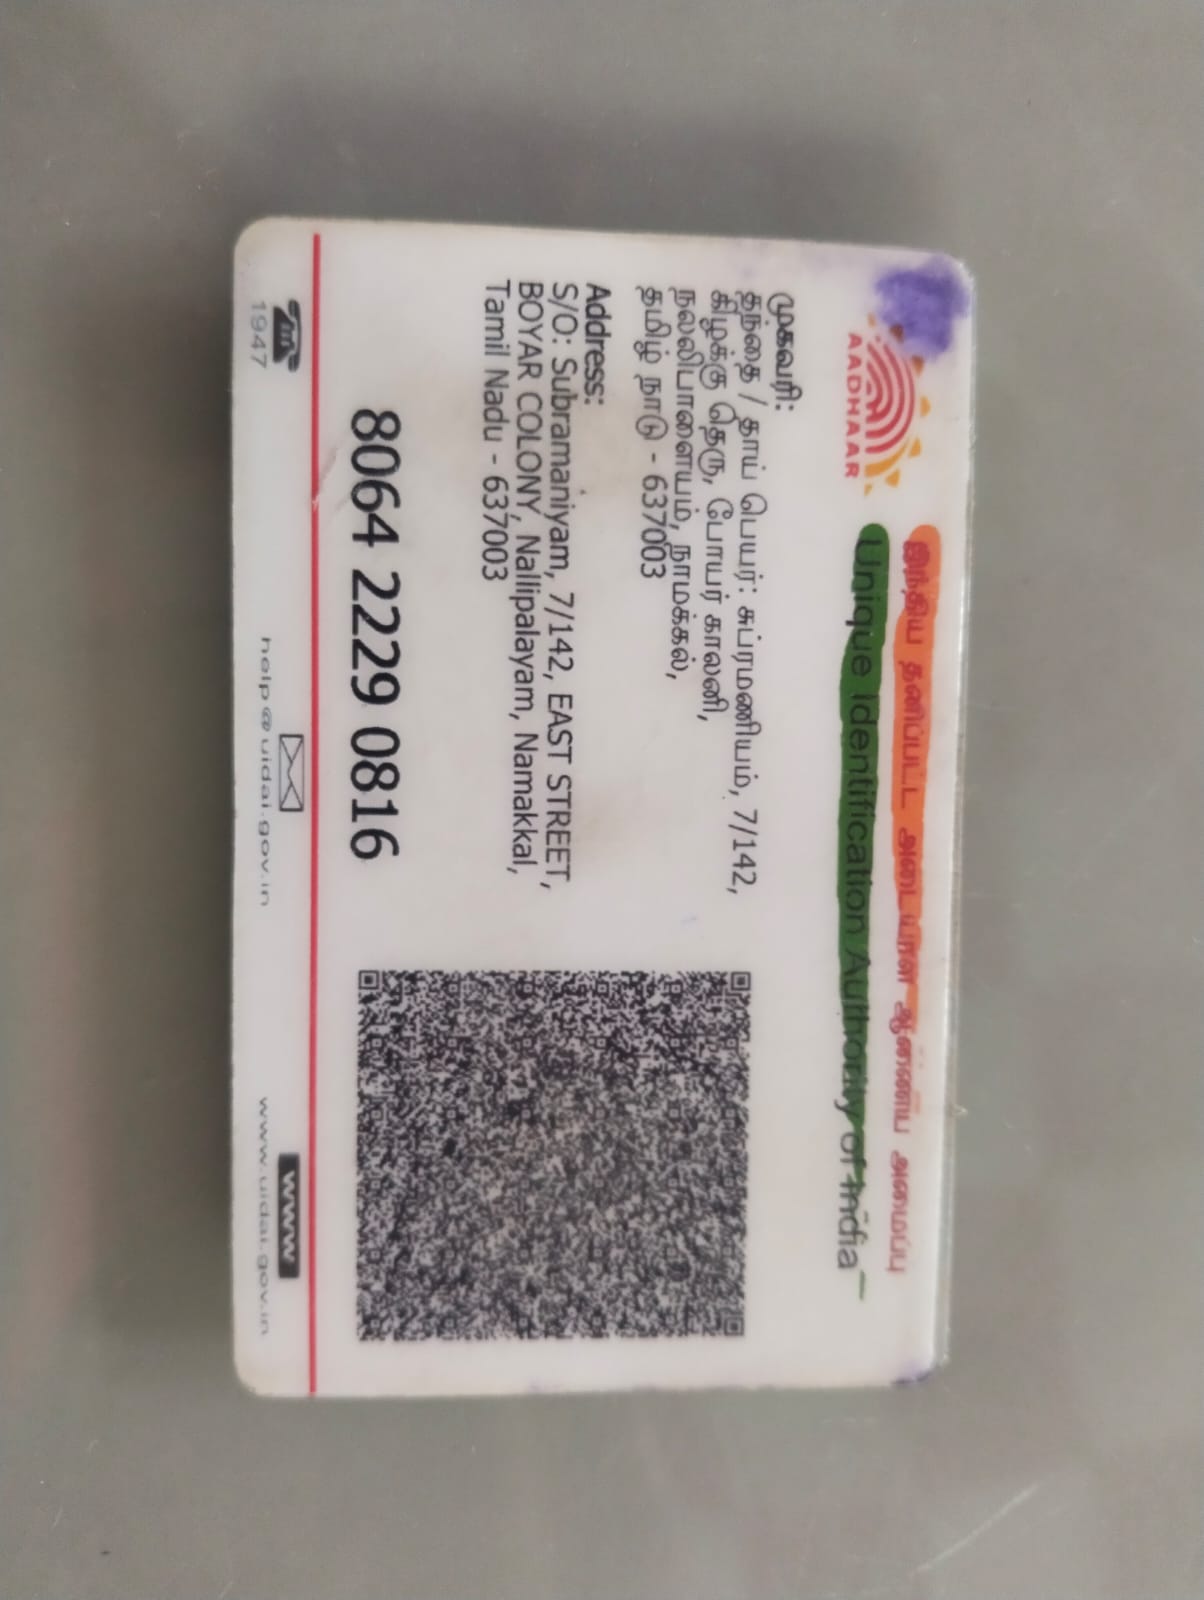 AADHAAR
இந்திய தனிப்பட்ட அடையாள ஆணைய அமைப்பு
Unique Identification Authority of India
முகவரி:
தந்தை / தாய் பெயர்: சுப்ரமணியம், 7/142,
கிழக்கு தெரு, போயர் காலனி,
நல்லிபாளையம், நாமக்கல்,
தமிழ் நாடு - 637003
Address:
S/O: Subramaniyam, 7/142, EAST STREET,
BOYAR COLONY, Nallipalayam, Namakkal,
Tamil Nadu - 637003
8064 2229 0816
1947
help@uidai.gov.in
www
www.uidai.gov.in